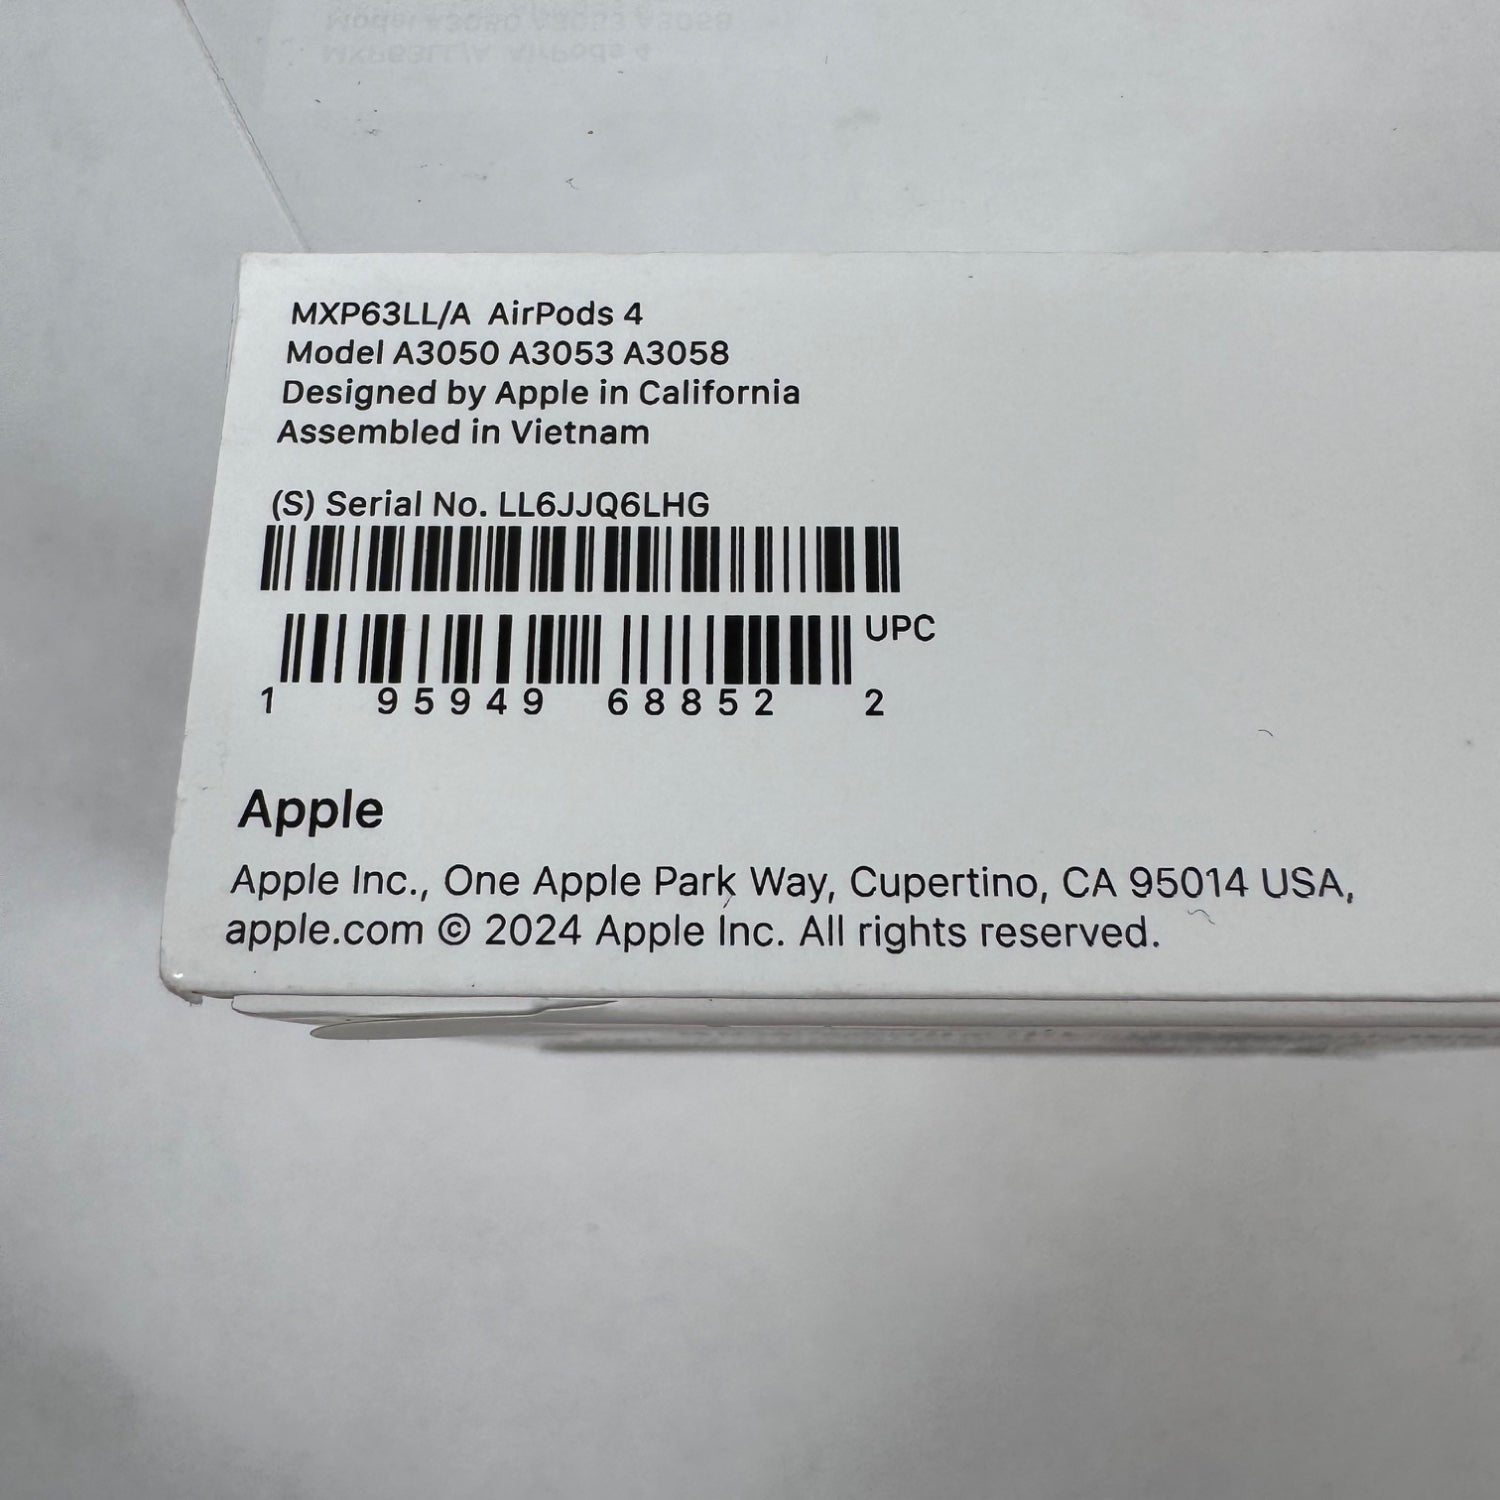 MXP63LL/A AirPods 4
Model A3050 A3053 A3058
Designed by Apple in California
Assembled in Vietnam
(S) Serial No. LL6JJQ6LHG
UPC
1 95949 68852 2
Apple
Apple Inc., One Apple Park Way, Cupertino, CA 95014 USA,
apple.com © 2024 Apple Inc. All rights reserved.